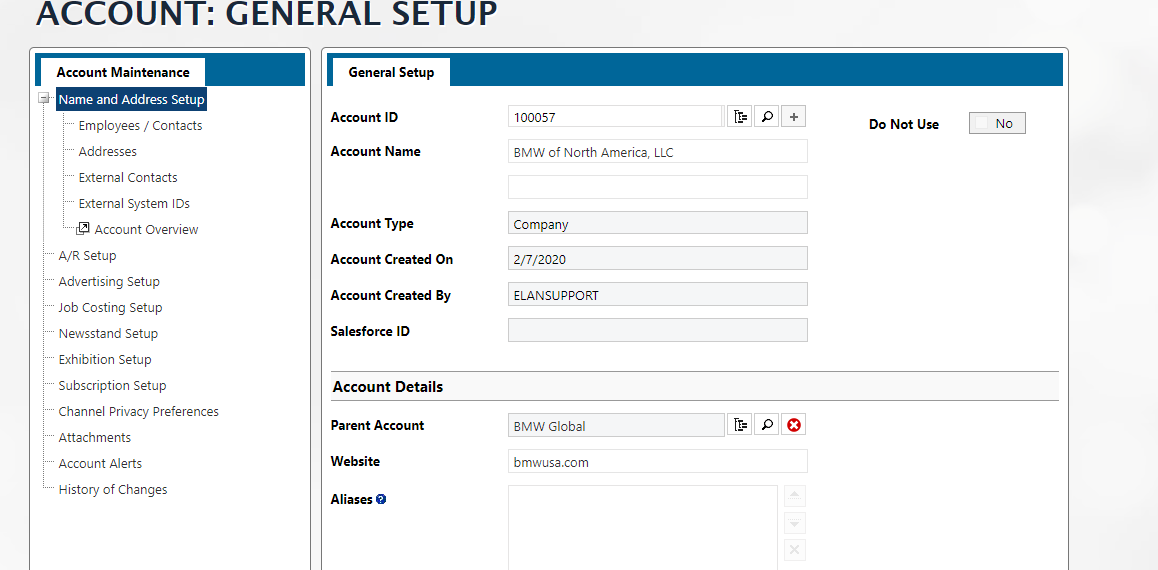 ACCOUNT: GENERAL SETUP
Account Maintenance
Name and Address Setup
Employees / Contacts
Addresses
External Contacts
External System IDs
Account Overview
A/R Setup
Advertising Setup
Job Costing Setup
Newsstand Setup
Exhibition Setup
Subscription Setup
Channel Privacy Preferences
Attachments
Account Alerts
History of Changes
General Setup
Account ID 100057
Do Not Use No
Account Name BMW of North America, LLC
Account Type Company
Account Created On 2/7/2020
Account Created By ELANSUPPORT
Salesforce ID
Account Details
Parent Account BMW Global
Website bmwusa.com
Aliases